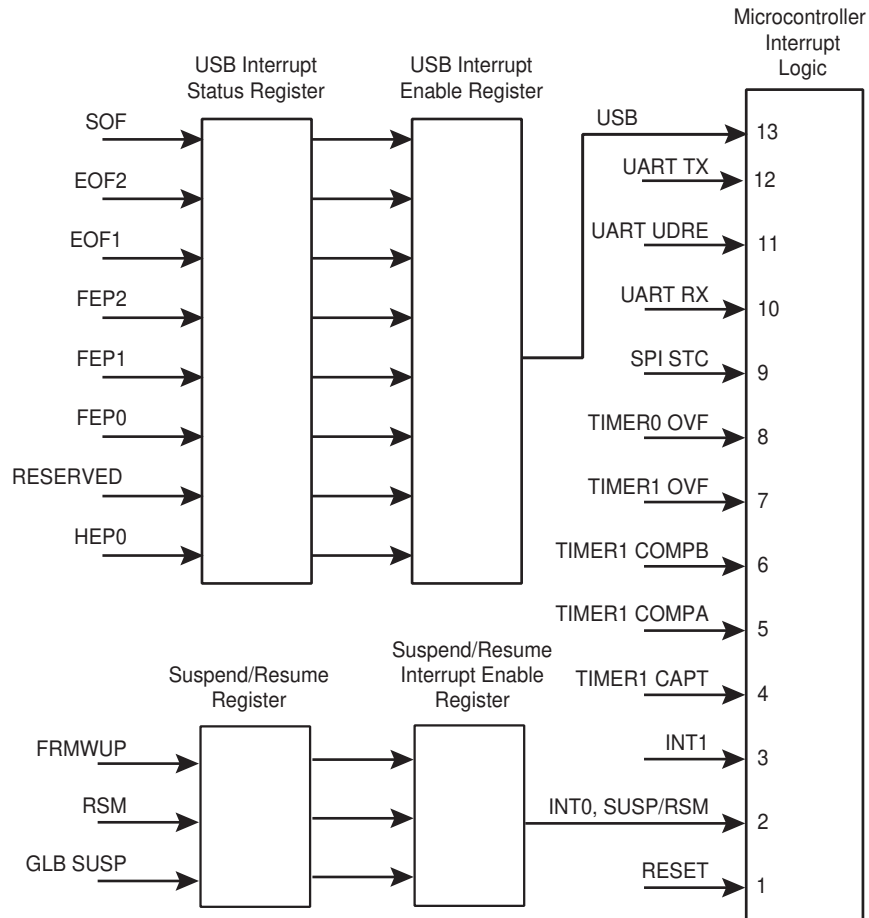 Microcontroller
Interrupt
Logic
USB Interrupt
Status Register
USB Interrupt
Enable Register
SOF
EOF2
EOF1
FEP2
FEP1
FEP0
RESERVED
HEP0
USB
13
UART TX
12
UART UDRE
11
UART RX
10
SPI STC
9
TIMER0 OVF
8
TIMER1 OVF
7
TIMER1 COMPB
6
TIMER1 COMPA
5
TIMER1 CAPT
4
INT1
3
INT0, SUSP/RSM
2
RESET
1
Suspend/Resume
Register
Suspend/Resume
Interrupt Enable
Register
FRMWUP
RSM
GLB SUSP